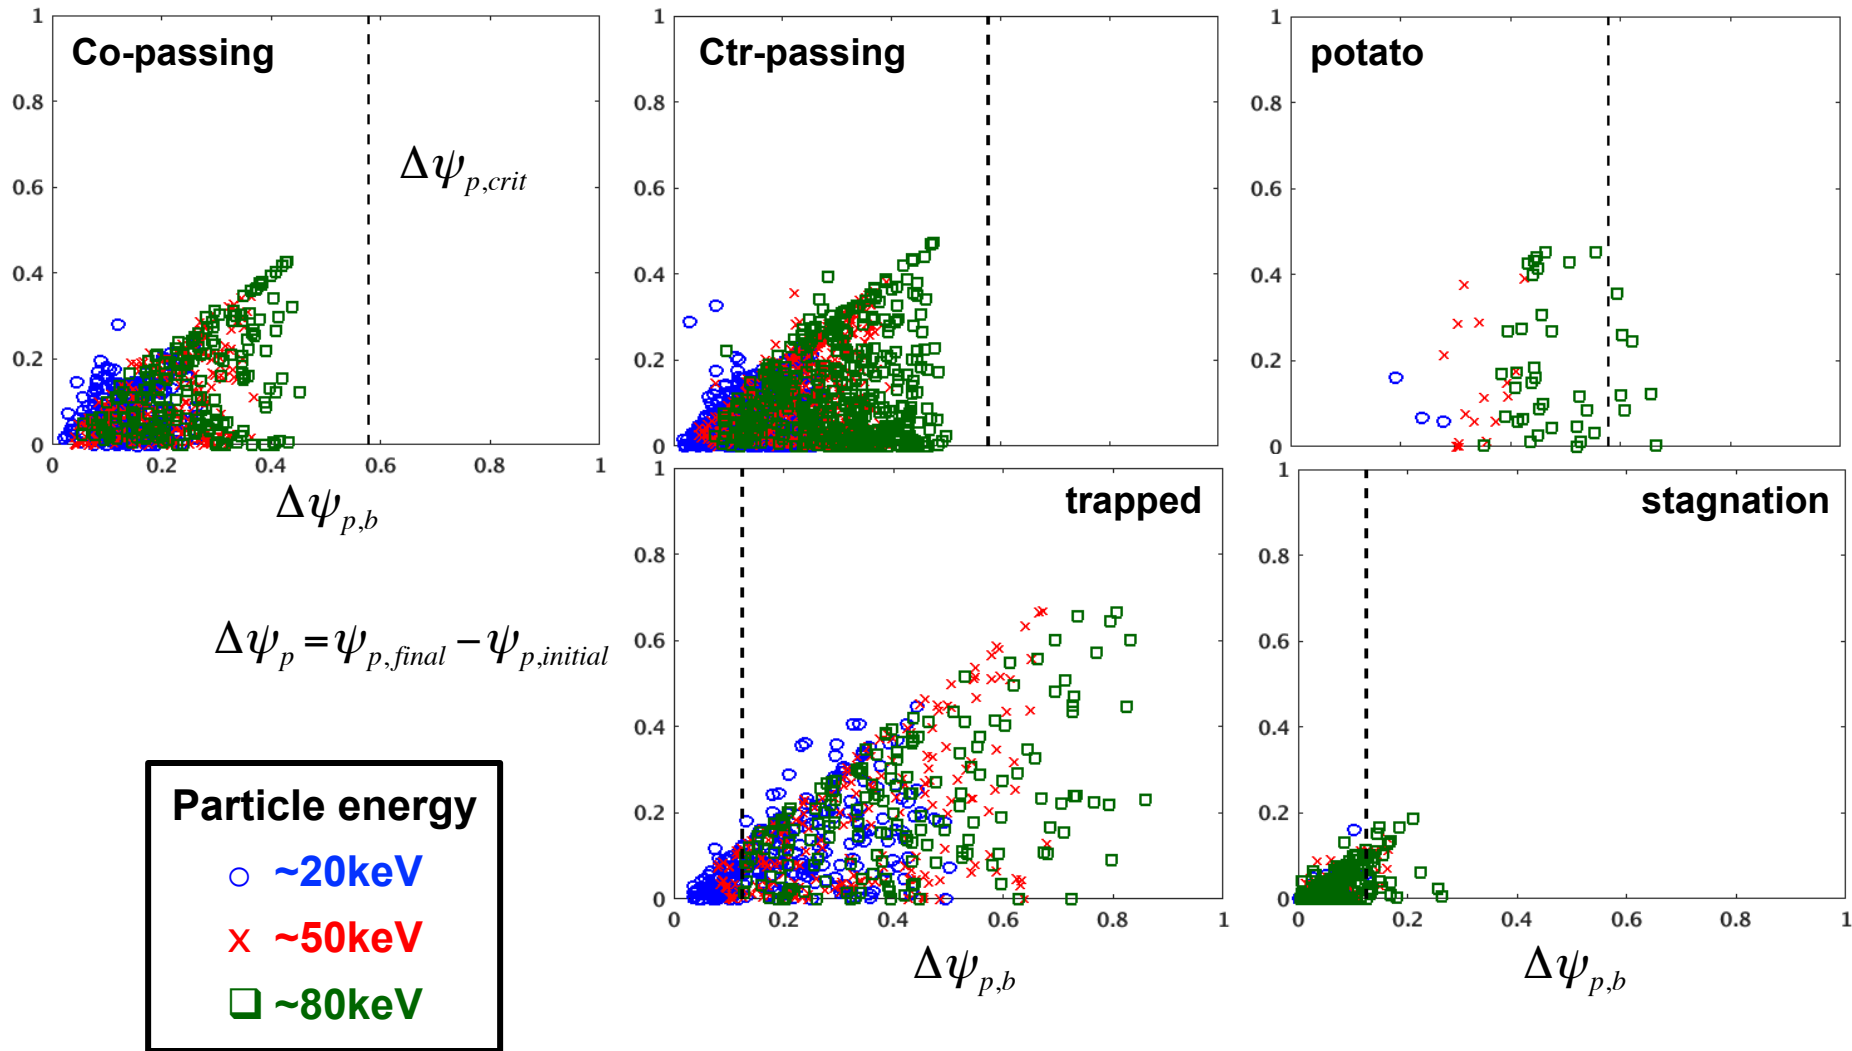 Co-passing
1
0.8
0.6
0.4
0.2
0
0 0.2 0.4 0.6 0.8 1
Δψp,crit
Δψp,b
Ctr-passing
1
0.8
0.6
0.4
0.2
0
potato
1
0.8
0.6
0.4
0.2
0
trapped
1
0.8
0.6
0.4
0.2
0
0 0.2 0.4 0.6 0.8 1
Δψp,b
stagnation
1
0.8
0.6
0.4
0.2
0
0 0.2 0.4 0.6 0.8 1
Δψp,b
Δψp = ψp,final − ψp,initial
Particle energy
~20keV
x ~50keV
~80keV